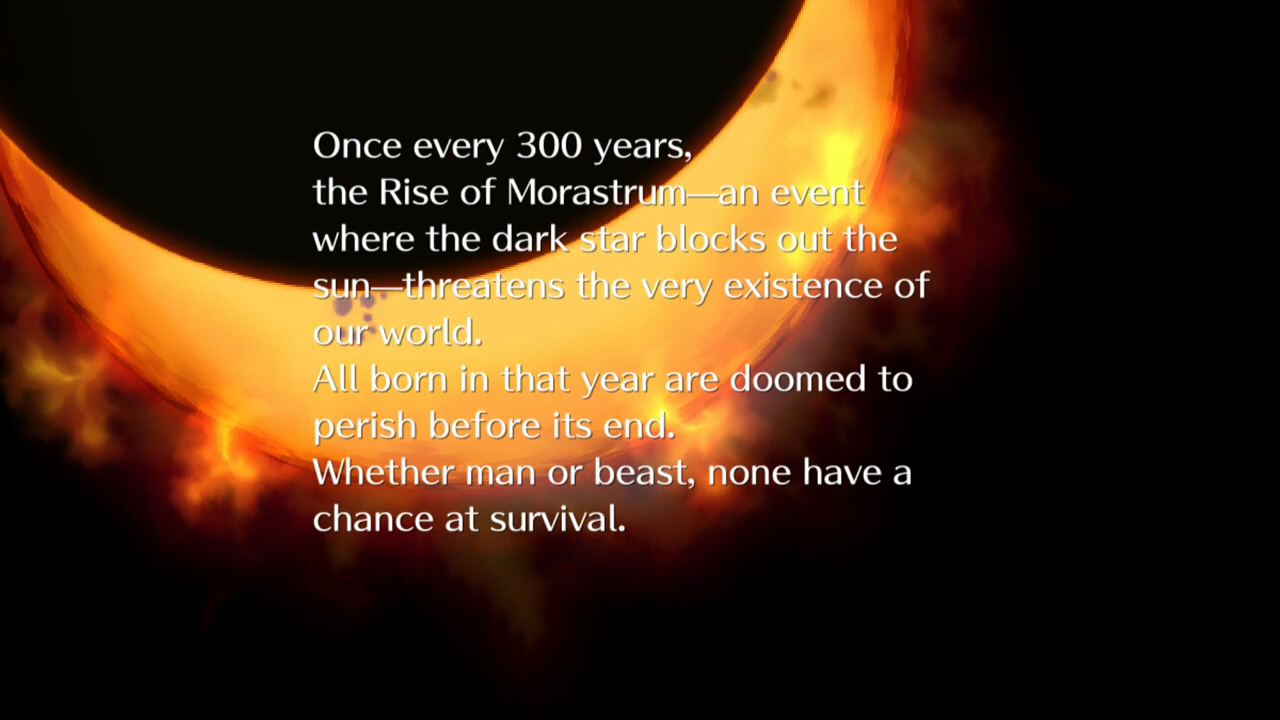 Once every 300 years,
the Rise of Morastrum—an event
where the dark star blocks out the
sun—threatens the very existence of
our world.
All born in that year are doomed to
perish before its end.
Whether man or beast, none have a
chance at survival.